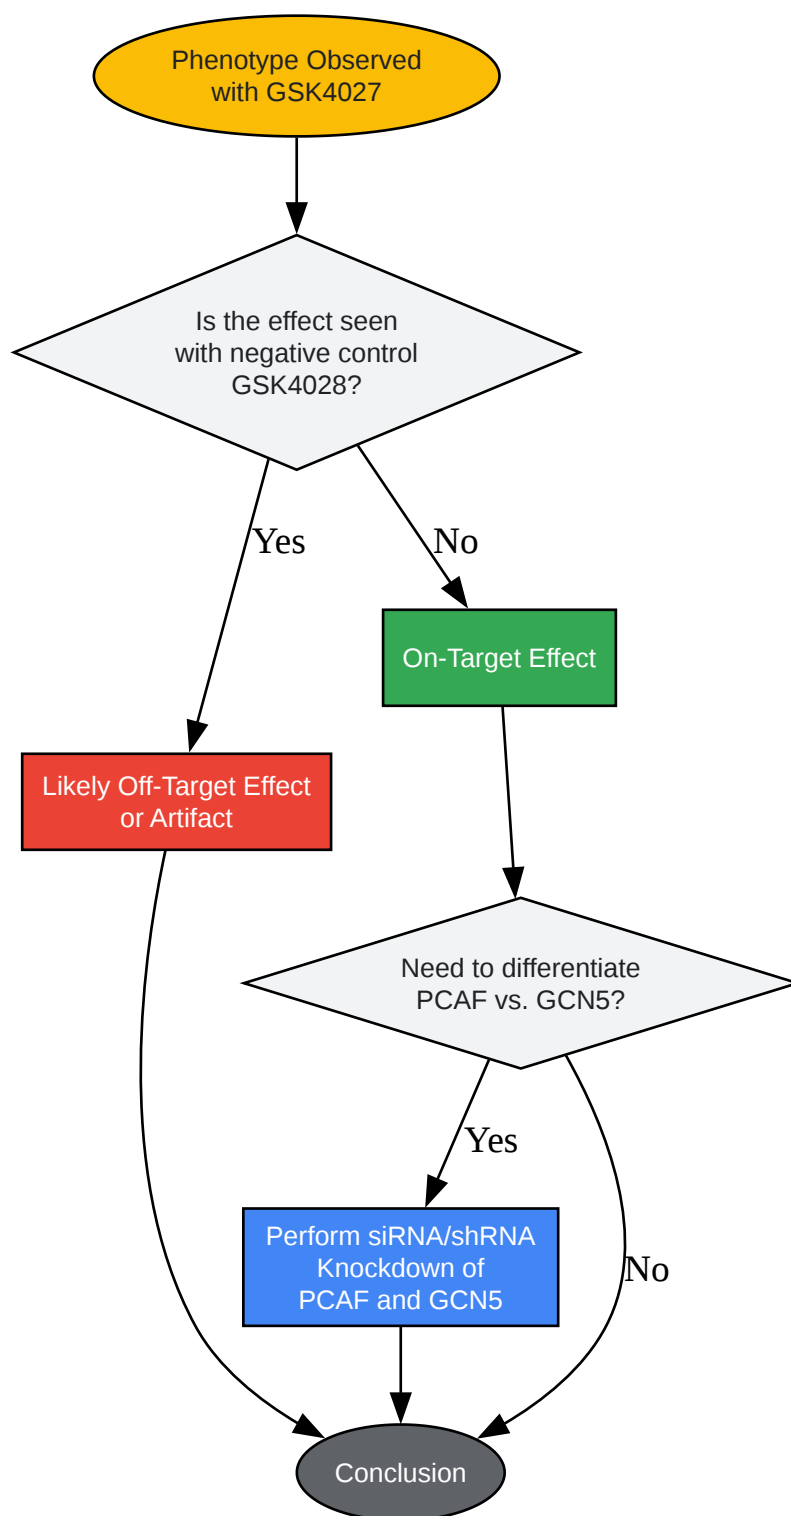 Phenotype Observed
with GSK4027
Is the effect seen
with negative control
GSK4028?
Yes
No
On-Target Effect
Likely Off-Target Effect
or Artifact
Need to differentiate
PCAF vs. GCN5?
Yes
Perform siRNA/shRNA
Knockdown of
PCAF and GCN5
No
Conclusion